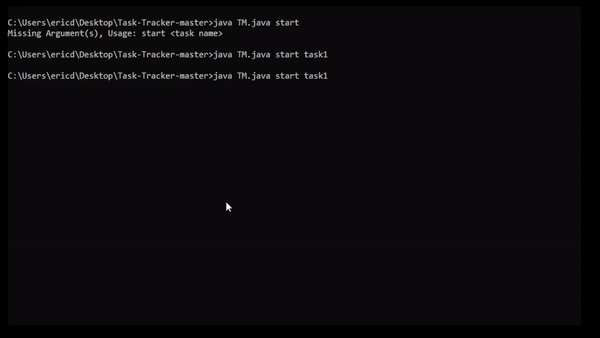 C:\Users\ericd\Desktop\Task-Tracker-master>java TM.java start
Missing Argument(s), Usage: start <task name>
C:\Users\ericd\Desktop\Task-Tracker-master>java TM.java start task1
C:\Users\ericd\Desktop\Task-Tracker-master>java TM.java start task1